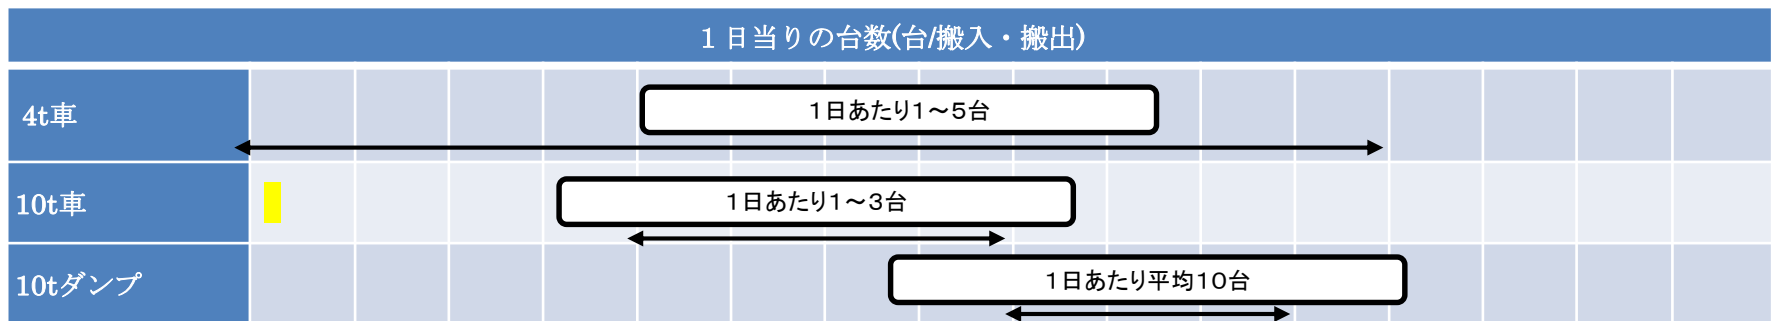 １日当りの台数(台/搬入・搬出)
4t車
１日あたり１～５台
10t車
１日あたり１～３台
10tダンプ
１日あたり平均１０台